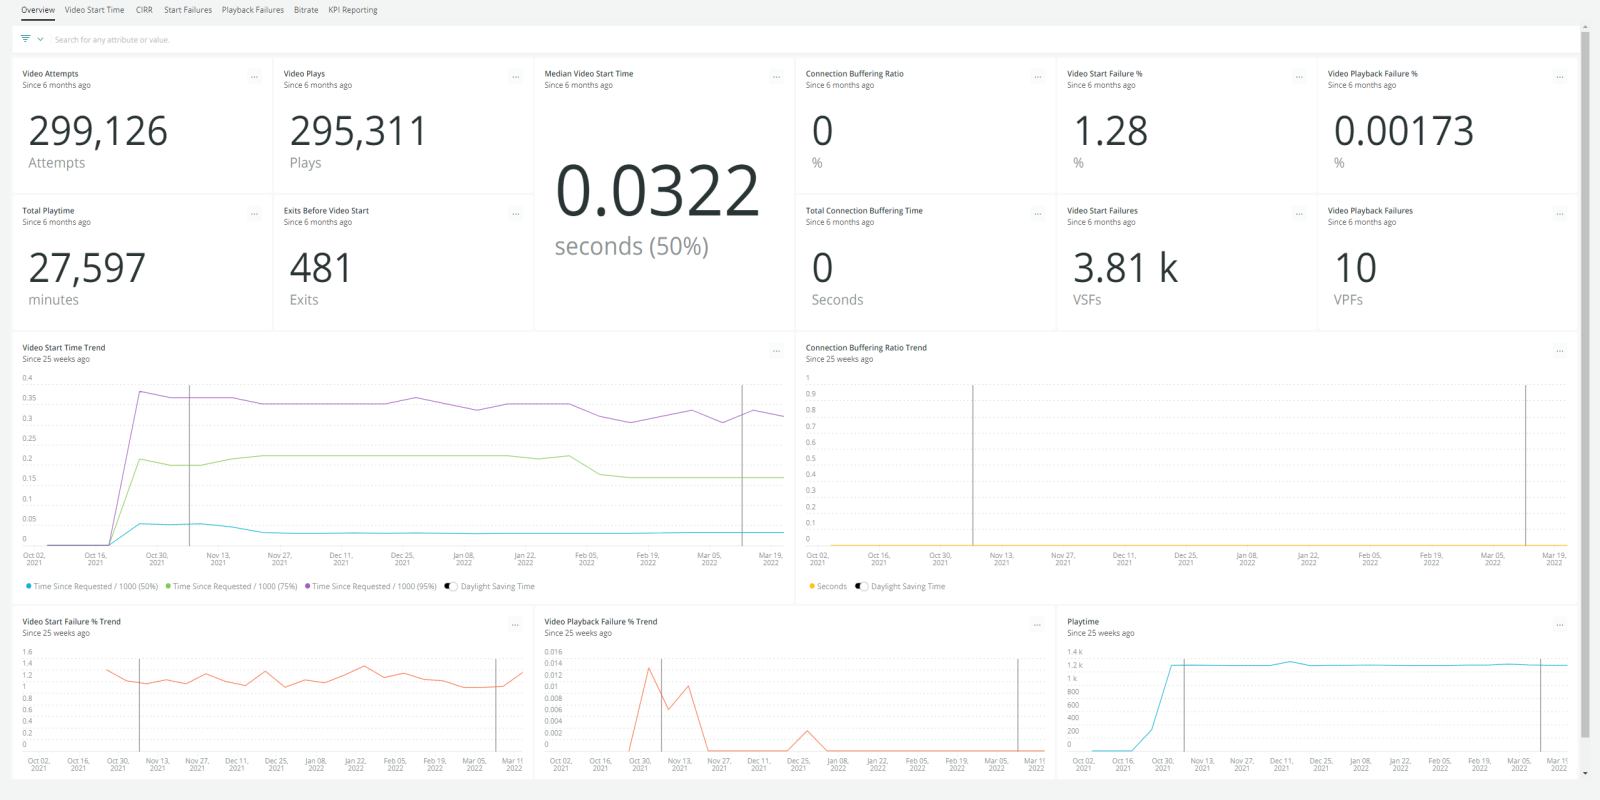 Overview Video Start Time CIRR Start Failures Playback Failures Bitrate KPI Reporting
Search for any attribute or value.
Video Attempts
Since 6 months ago
299,126
Attempts
Video Plays
Since 6 months ago
295,311
Plays
Median Video Start Time
Since 6 months ago
0.0322
seconds (50%)
Connection Buffering Ratio
Since 6 months ago
0
%
Video Start Failure %
Since 6 months ago
1.28
%
Video Playback Failure %
Since 6 months ago
0.00173
%
Total Playtime
Since 6 months ago
27,597
minutes
Exits Before Video Start
Since 6 months ago
481
Exits
Total Connection Buffering Time
Since 6 months ago
0
Seconds
Video Start Failures
Since 6 months ago
3.81 k
VSFs
Video Playback Failures
Since 6 months ago
10
VPFs
Video Start Time Trend
Since 25 weeks ago
0.4
0.35
0.3
0.25
0.2
0.15
0.1
0.05
0
Oct 02, Oct 16, Oct 30, Nov 13, Nov 27, Dec 11, Dec 25, Jan 08, Jan 22, Feb 05, Feb 19, Mar 05, Mar 19,
2021 2021 2021 2021 2021 2021 2021 2022 2022 2022 2022 2022 2022
Time Since Requested / 1000 (50%) Time Since Requested / 1000 (75%) Time Since Requested / 1000 (95%) Daylight Saving Time
Connection Buffering Ratio Trend
Since 25 weeks ago
1
0.9
0.8
0.7
0.6
0.5
0.4
0.3
0.2
0.1
0
Oct 02, Oct 16, Oct 30, Nov 13, Nov 27, Dec 11, Dec 25, Jan 08, Jan 22, Feb 05, Feb 19, Mar 05, Mar 19,
2021 2021 2021 2021 2021 2021 2021 2022 2022 2022 2022 2022 2022
Seconds Daylight Saving Time
Video Start Failure % Trend
Since 25 weeks ago
1.6
1.4
1.2
1
0.8
0.6
0.4
0.2
0
Oct 02, Oct 16, Oct 30, Nov 13, Nov 27, Dec 11, Dec 25, Jan 08, Jan 22, Feb 05, Feb 19, Mar 05, Mar 1
2021 2021 2021 2021 2021 2021 2021 2022 2022 2022 2022 2022 2022
Video Playback Failure % Trend
Since 25 weeks ago
0.016
0.014
0.012
0.01
0.008
0.006
0.004
0.002
0
Oct 02, Oct 16, Oct 30, Nov 13, Nov 27, Dec 11, Dec 25, Jan 08, Jan 22, Feb 05, Feb 19, Mar 05, Mar 1
2021 2021 2021 2021 2021 2021 2021 2022 2022 2022 2022 2022 2022
Playtime
Since 25 weeks ago
1.4 k
1.2 k
1 k
800
600
400
200
0
Oct 02, Oct 16, Oct 30, Nov 13, Nov 27, Dec 11, Dec 25, Jan 08, Jan 22, Feb 05, Feb 19, Mar 05, Mar 19
2021 2021 2021 2021 2021 2021 2021 2022 2022 2022 2022 2022 2022